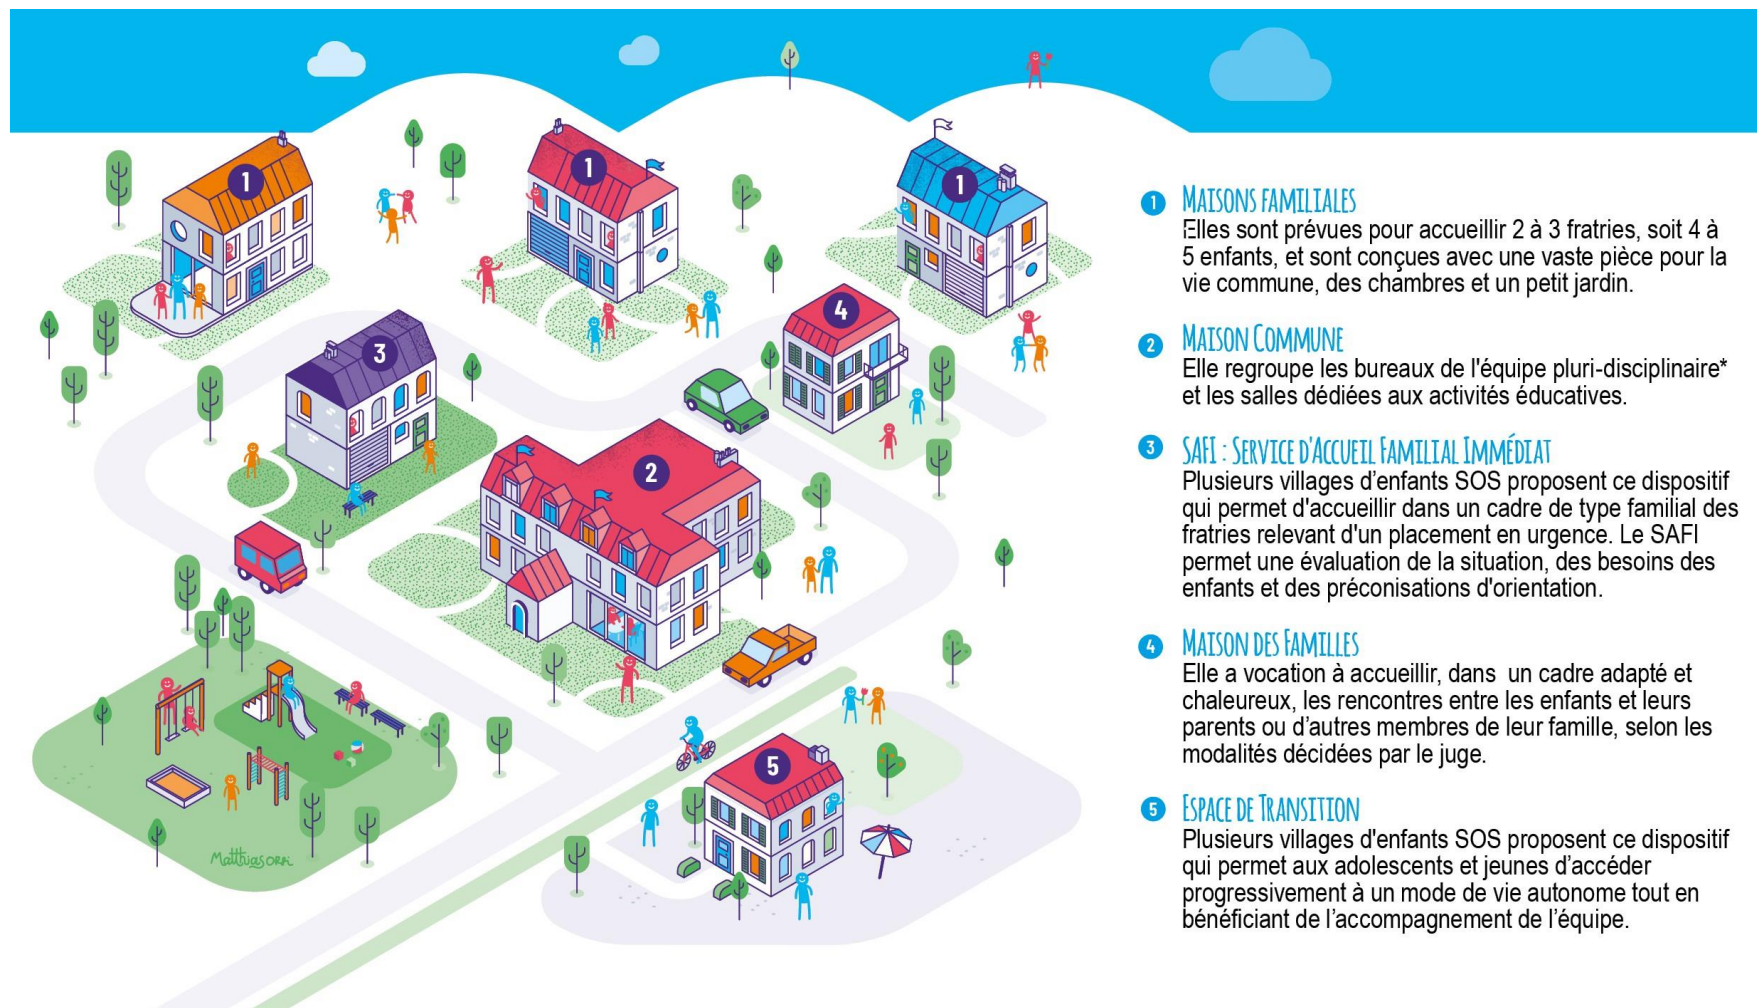 1
1
1
4
3
2
5
Matthias
1 MAISONS FAMILIALES
Elles sont prévues pour accueillir 2 à 3 fratries, soit 4 à
5 enfants, et sont conçues avec une vaste pièce pour la
vie commune, des chambres et un petit jardin.
2 MAISON COMMUNE
Elle regroupe les bureaux de l'équipe pluri-disciplinaire*
et les salles dédiées aux activités éducatives.
3 SAFI : SERVICE D'ACCUEIL FAMILIAL IMMÉDIAT
Plusieurs villages d’enfants SOS proposent ce dispositif
qui permet d'accueillir dans un cadre de type familial des
fratries relevant d'un placement en urgence. Le SAFI
permet une évaluation de la situation, des besoins des
enfants et des préconisations d'orientation.
4 MAISON DES FAMILLES
Elle a vocation à accueillir, dans un cadre adapté et
chaleureux, les rencontres entre les enfants et leurs
parents ou d’autres membres de leur famille, selon les
modalités décidées par le juge.
5 ESPACE DE TRANSITION
Plusieurs villages d'enfants SOS proposent ce dispositif
qui permet aux adolescents et jeunes d’accéder
progressivement à un mode de vie autonome tout en
bénéficiant de l’accompagnement de l’équipe.